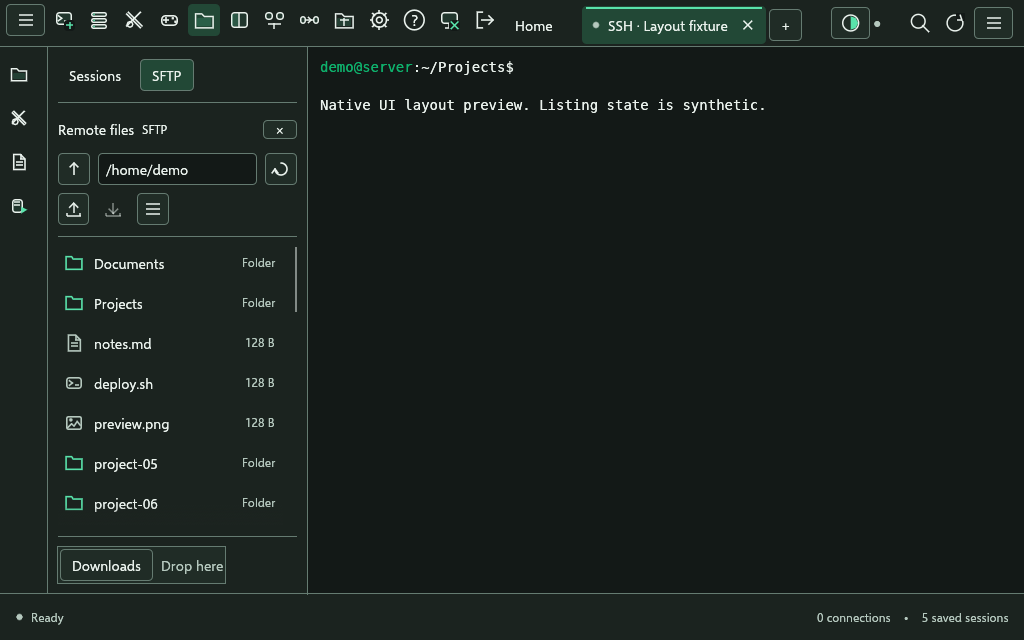 Home
SSH · Layout fixture
Sessions
SFTP
demo@server:~/Projects$
Native UI layout preview. Listing state is synthetic.
Remote files SFTP
/home/demo
Documents Folder
Projects Folder
notes.md 128 B
deploy.sh 128 B
preview.png 128 B
project-05 Folder
project-06 Folder
Downloads Drop here
Ready
0 connections • 5 saved sessions